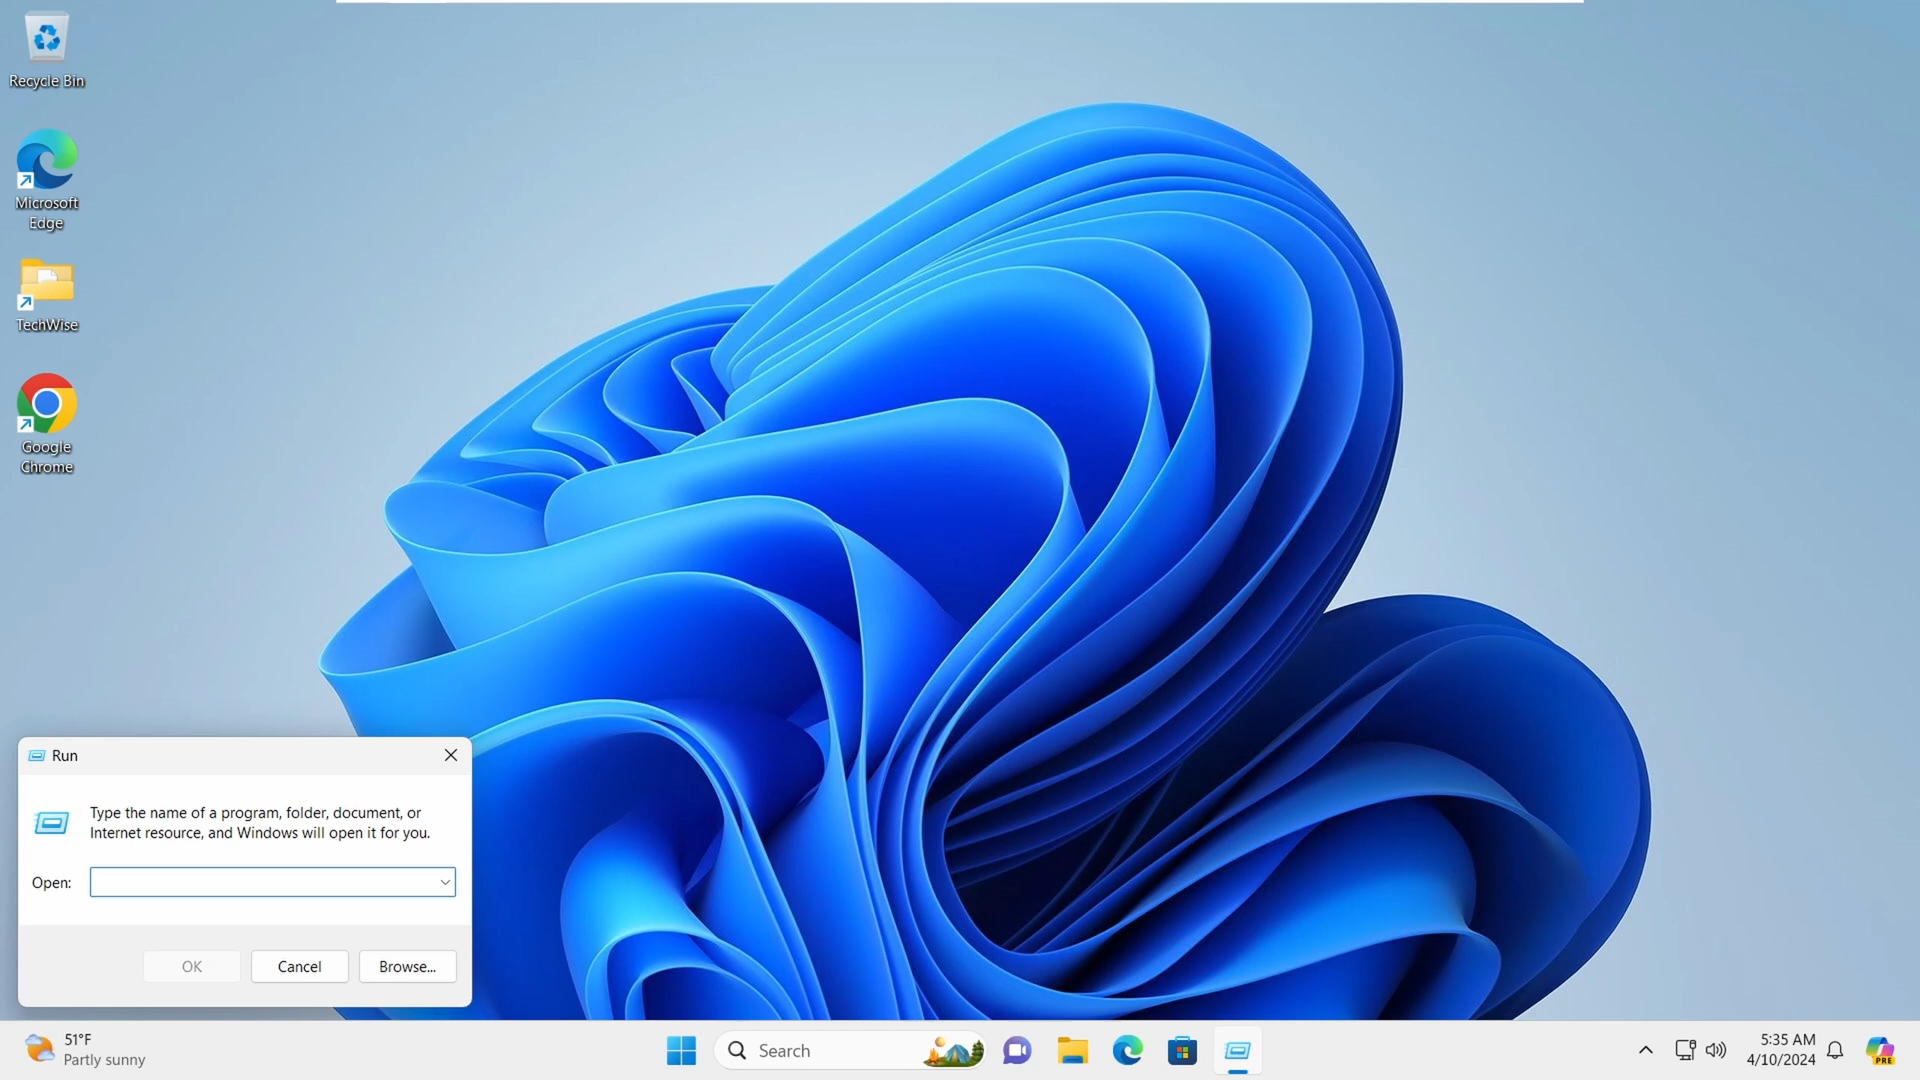 Recycle Bin
Microsoft
Edge
TechWise
Google
Chrome
Run
Type the name of a program, folder, document, or
Internet resource, and Windows will open it for you.
Open:
OK
Cancel
Browse...
51°F
Partly sunny
Search
5:35 AM
4/10/2024
PRE